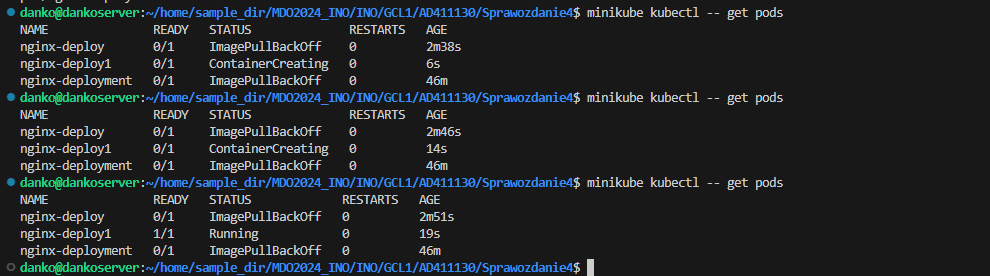 danko@dankoserver:~/home/sample_dir/MDO2024_INO/INO/GCL1/AD411130/Sprawozdanie4$ minikube kubectl -- get pods
NAME READY STATUS RESTARTS AGE
nginx-deploy 0/1 ImagePullBackOff 0 2m38s
nginx-deploy1 0/1 ContainerCreating 0 6s
nginx-deployment 0/1 ImagePullBackOff 0 46m
danko@dankoserver:~/home/sample_dir/MDO2024_INO/INO/GCL1/AD411130/Sprawozdanie4$ minikube kubectl -- get pods
NAME READY STATUS RESTARTS AGE
nginx-deploy 0/1 ImagePullBackOff 0 2m46s
nginx-deploy1 0/1 ContainerCreating 0 14s
nginx-deployment 0/1 ImagePullBackOff 0 46m
danko@dankoserver:~/home/sample_dir/MDO2024_INO/INO/GCL1/AD411130/Sprawozdanie4$ minikube kubectl -- get pods
NAME READY STATUS RESTARTS AGE
nginx-deploy 0/1 ImagePullBackOff 0 2m51s
nginx-deploy1 1/1 Running 0 19s
nginx-deployment 0/1 ImagePullBackOff 0 46m
danko@dankoserver:~/home/sample_dir/MDO2024_INO/INO/GCL1/AD411130/Sprawozdanie4$